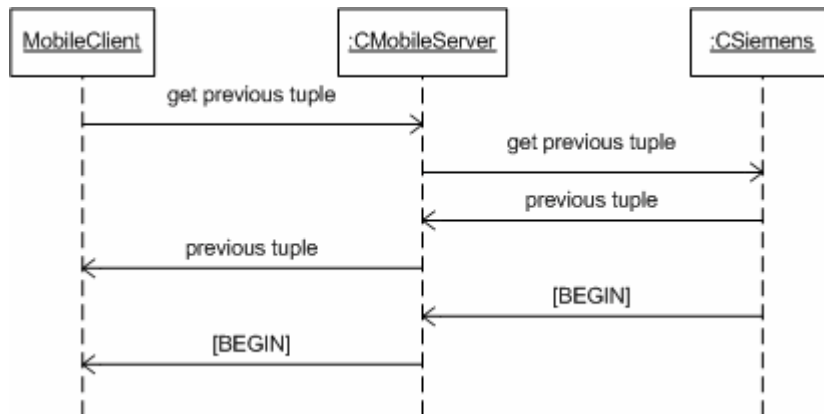 MobileClient
:CMobileServer
:CSiemens
get previous tuple
get previous tuple
previous tuple
previous tuple
[BEGIN]
[BEGIN]